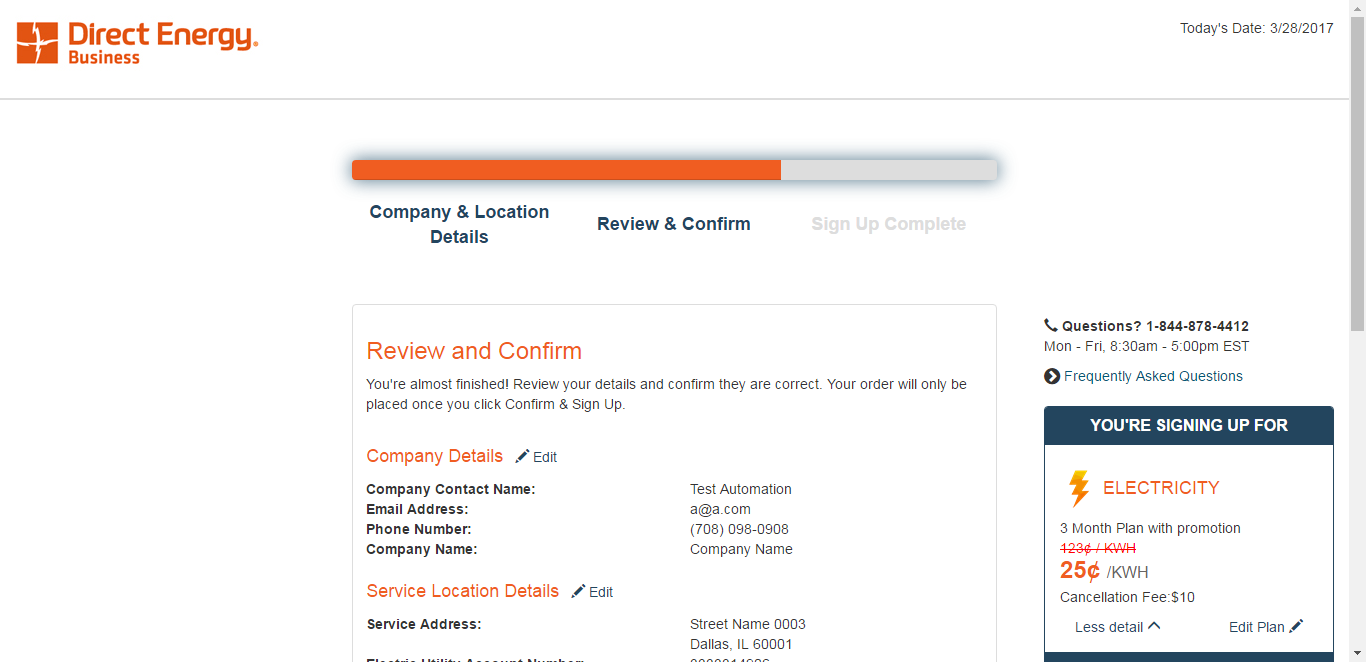 Direct Energy®
Business
Today's Date: 3/28/2017
Company & Location
Details
Review & Confirm
Sign Up Complete
Review and Confirm
You're almost finished! Review your details and confirm they are correct. Your order will only be
placed once you click Confirm & Sign Up.
Company Details Edit
Company Contact Name: Test Automation
Email Address: a@a.com
Phone Number: (708) 098-0908
Company Name: Company Name
Service Location Details Edit
Service Address: Street Name 0003
Dallas, IL 60001
Electric Utility Account Number:
Questions? 1-844-878-4412
Mon - Fri, 8:30am - 5:00pm EST
Frequently Asked Questions
YOU'RE SIGNING UP FOR
ELECTRICITY
3 Month Plan with promotion
123¢ / KWH
25¢ /KWH
Cancellation Fee:$10
Less detail Edit Plan